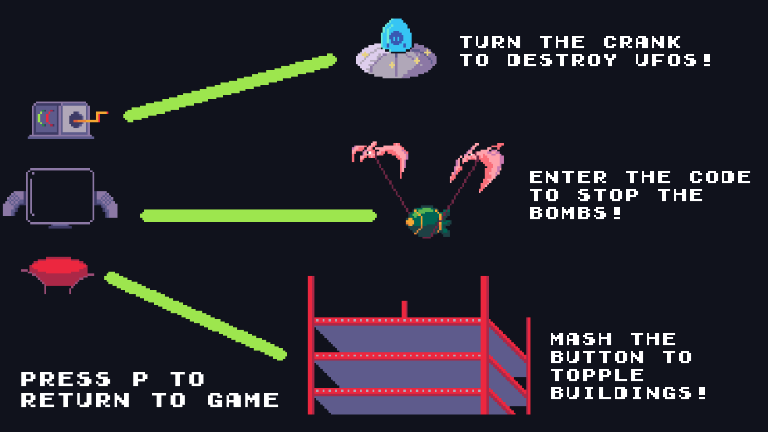 TURN THE CRANK
TO DESTROY UFOS!
ENTER THE CODE
TO STOP THE
BOMBS!
MASH THE
BUTTON TO
TOPPLE
BUILDINGS!
PRESS P TO
RETURN TO GAME